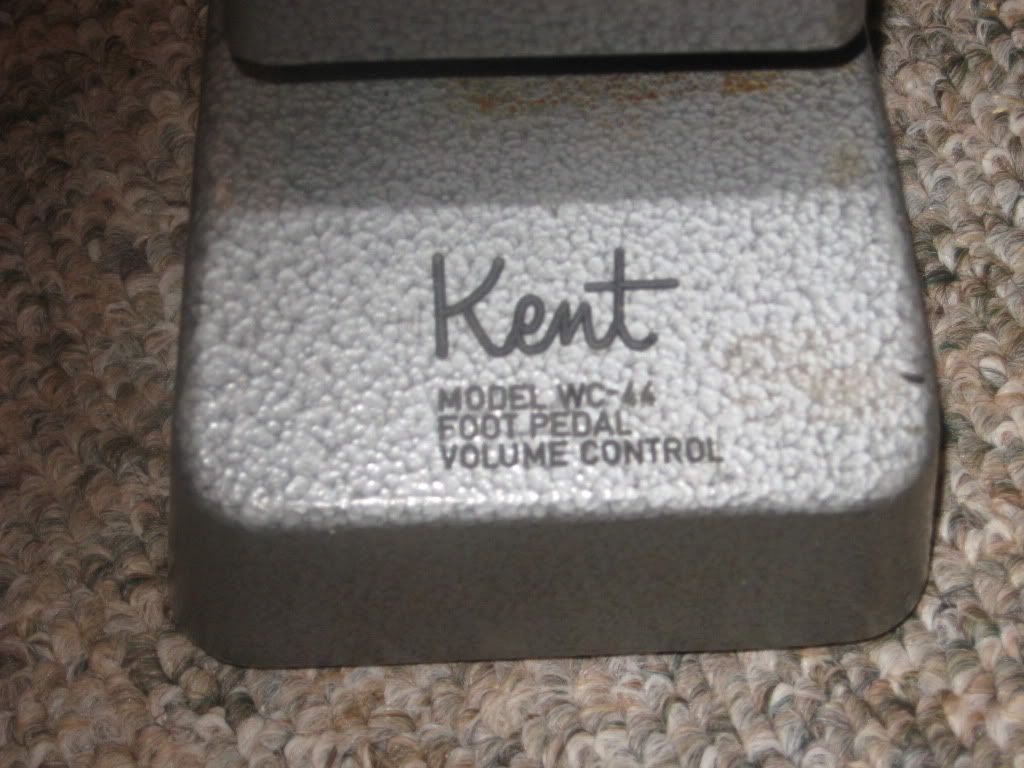 Kent
MODEL WC-44
FOOT PEDAL
VOLUME CONTROL